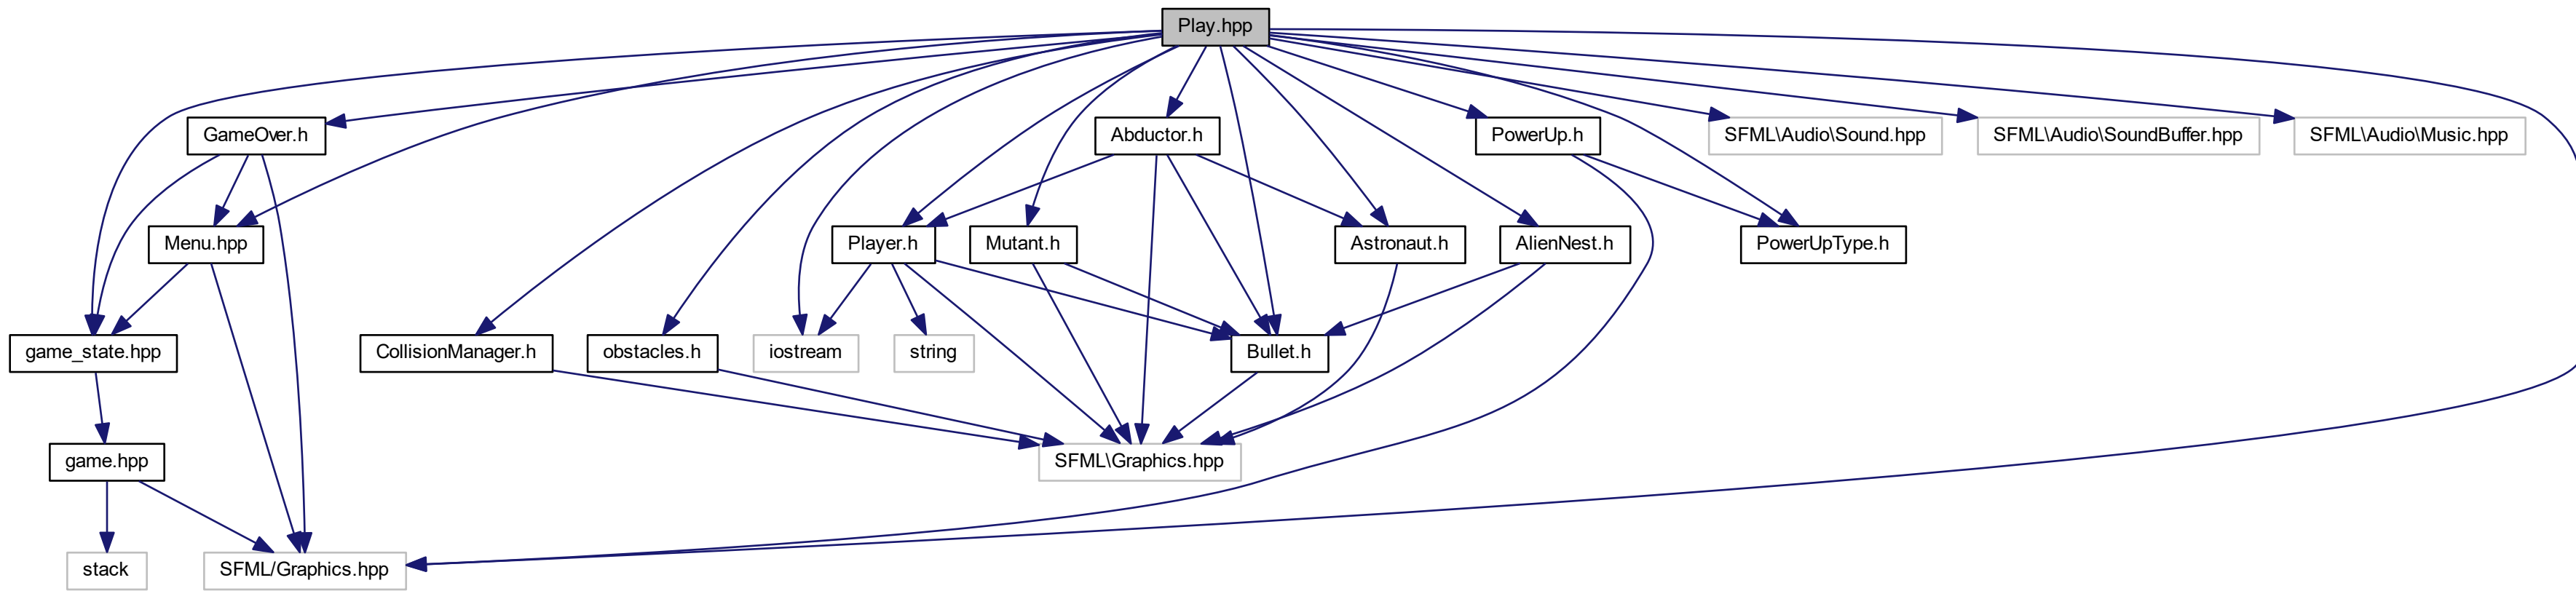 Play.hpp
GameOver.h
Abductor.h
PowerUp.h
SFML\Audio\Sound.hpp
SFML\Audio\SoundBuffer.hpp
SFML\Audio\Music.hpp
Menu.hpp
Player.h
Mutant.h
Astronaut.h
AlienNest.h
PowerUpType.h
game_state.hpp
CollisionManager.h
obstacles.h
iostream
string
Bullet.h
game.hpp
SFML\Graphics.hpp
stack
SFML/Graphics.hpp